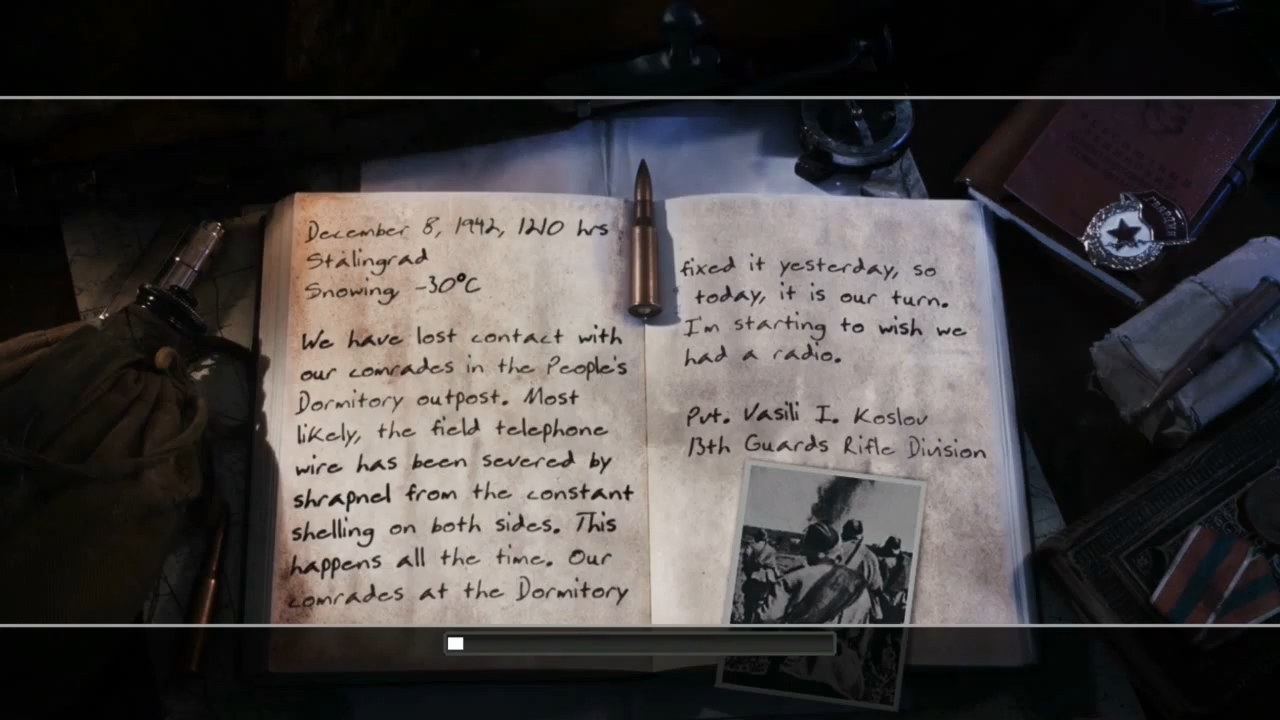 December 8, 1942, 1210 hrs
Stalingrad
Snowing -30°C
We have lost contact with
our comrades in the People's
Dormitory outpost. Most
likely, the field telephone
wire has been severed by
shrapnel from the constant
shelling on both sides. This
happens all the time. Our
comrades at the Dormitory
fixed it yesterday, so
today, it is our turn.
I'm starting to wish we
had a radio.
Pvt. Vasili I. Koslov
13th Guards Rifle Division